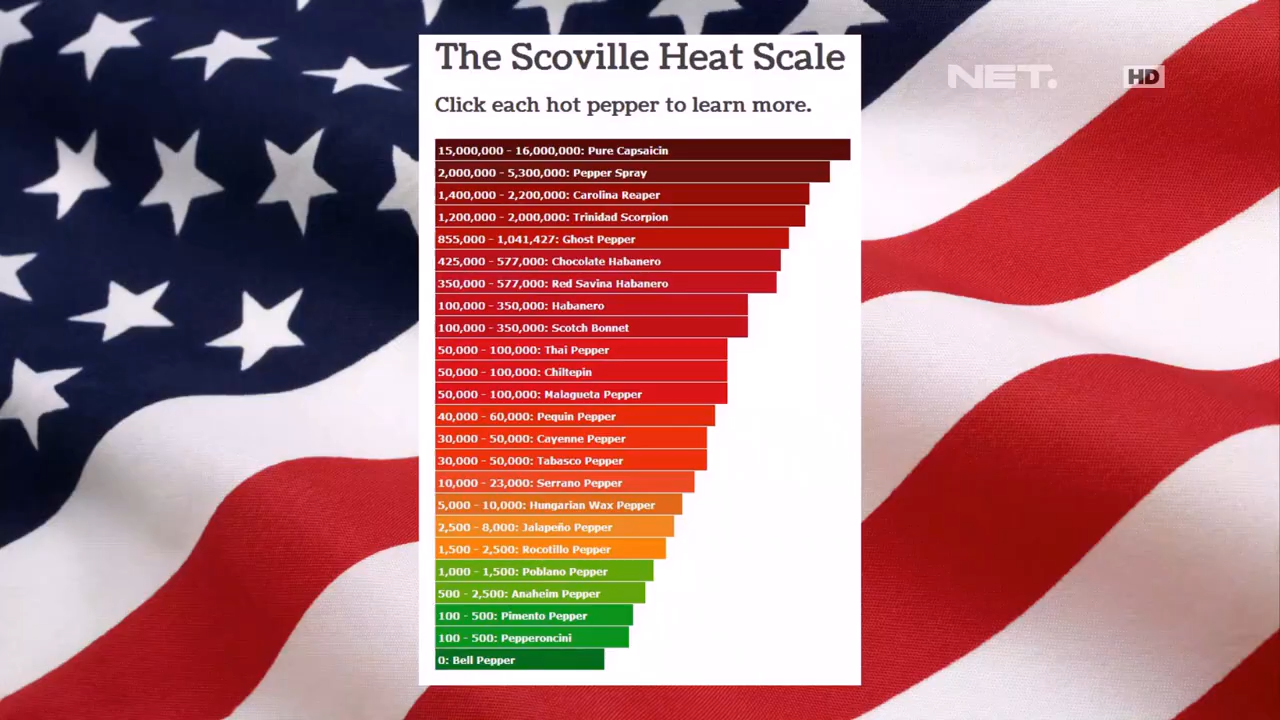 The Scoville Heat Scale
NET. HD
Click each hot pepper to learn more.
15,000,000 - 16,000,000: Pure Capsaicin
2,000,000 - 5,300,000: Pepper Spray
1,400,000 - 2,200,000: Carolina Reaper
1,200,000 - 2,000,000: Trinidad Scorpion
855,000 - 1,041,427: Ghost Pepper
425,000 - 577,000: Chocolate Habanero
350,000 - 577,000: Red Savina Habanero
100,000 - 350,000: Habanero
100,000 - 350,000: Scotch Bonnet
50,000 - 100,000: Thai Pepper
50,000 - 100,000: Chiltepin
50,000 - 100,000: Malagueta Pepper
40,000 - 60,000: Pequin Pepper
30,000 - 50,000: Cayenne Pepper
30,000 - 50,000: Tabasco Pepper
10,000 - 23,000: Serrano Pepper
5,000 - 10,000: Hungarian Wax Pepper
2,500 - 8,000: Jalapeño Pepper
1,500 - 2,500: Rocotillo Pepper
1,000 - 1,500: Poblano Pepper
500 - 2,500: Anaheim Pepper
100 - 500: Pimento Pepper
100 - 500: Pepperoncini
0: Bell Pepper